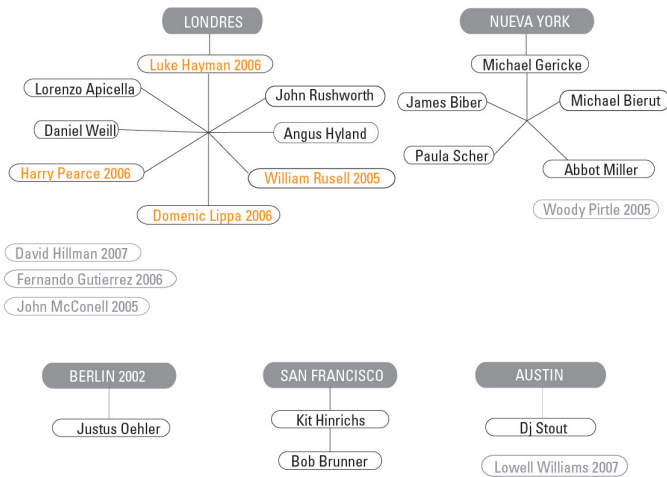 LONDRES
Luke Hayman 2006
Lorenzo Apicella
John Rushworth
Daniel Weill
Angus Hyland
Harry Pearce 2006
William Rusell 2005
Domenic Lippa 2006
David Hillman 2007
Fernando Gutierrez 2006
John McConell 2005
NUEVA YORK
Michael Gericke
James Biber
Michael Bierut
Paula Scher
Abbot Miller
Woody Pirtle 2005
BERLIN 2002
Justus Oehler
SAN FRANCISCO
Kit Hinrichs
Bob Brunner
AUSTIN
Dj Stout
Lowell Williams 2007